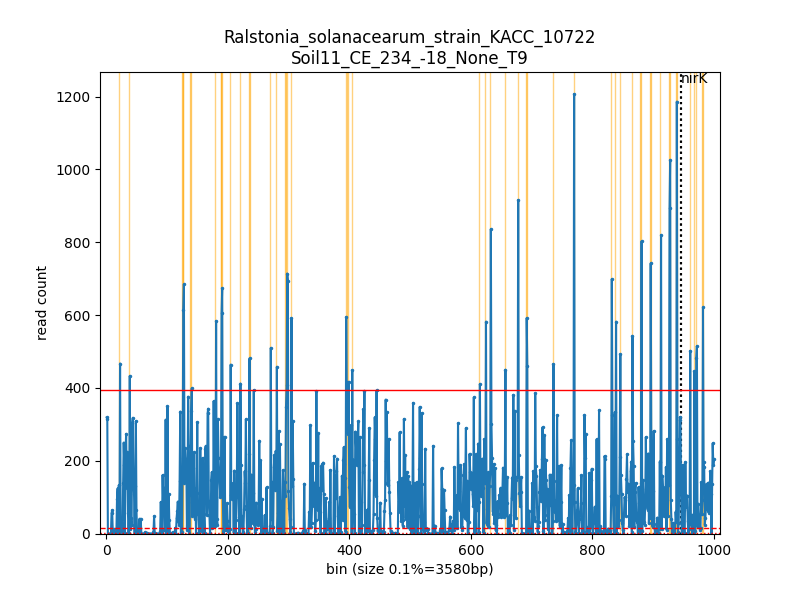 Ralstonia_solanacearum_strain_KACC_10722
Soil11_CE_234_-18_None_T9
nirK
1200
1000
800
600
400
200
0
read count
0 200 400 600 800 1000
bin (size 0.1%=3580bp)